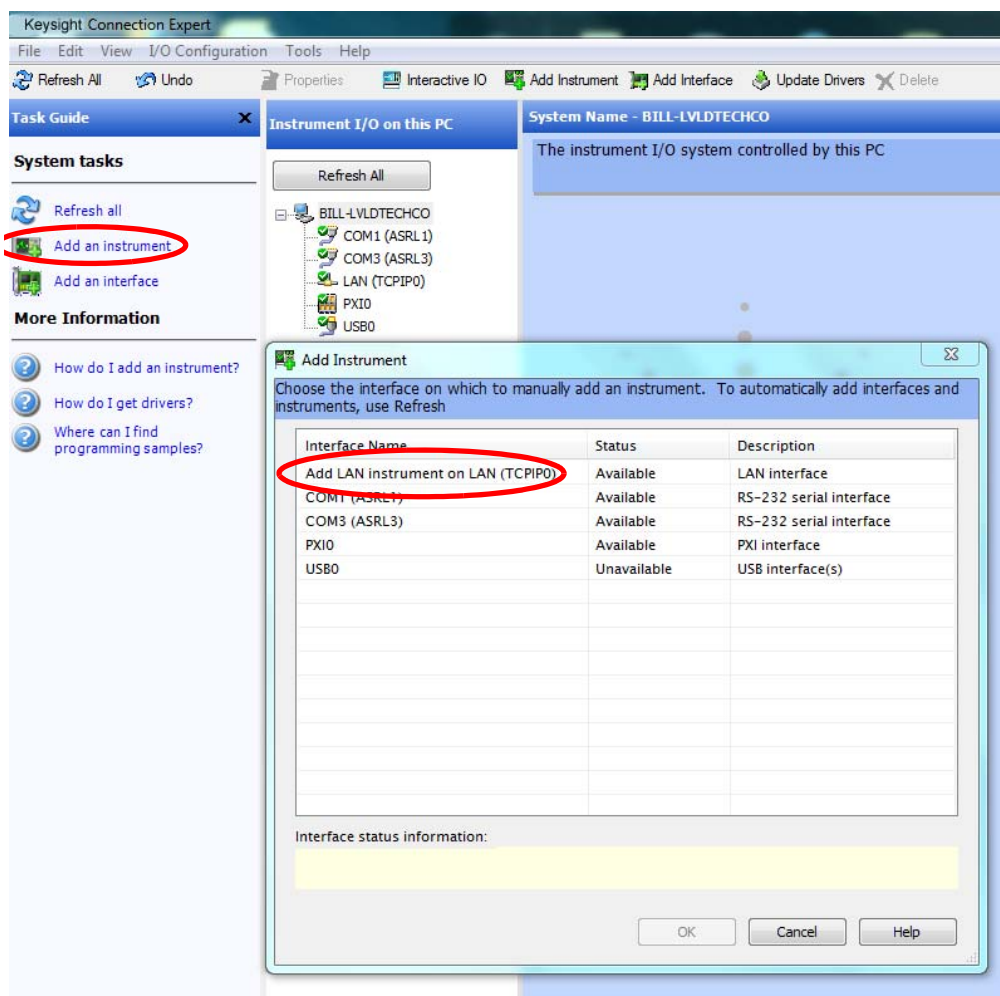 Keysight Connection Expert
File Edit View I/O Configuration Tools Help
Refresh All Undo Properties Interactive IO Add Instrument Add Interface Update Drivers Delete
Task Guide
System tasks
Refresh all
Add an instrument
Add an interface
More Information
How do I add an instrument?
How do I get drivers?
Where can I find
programming samples?
Instrument I/O on this PC
Refresh All
BILL-LVLDTECHCO
COM1 (ASRL1)
COM3 (ASRL3)
LAN (TCPIP0)
PXI0
USB0
System Name - BILL-LVLDTECHCO
The instrument I/O system controlled by this PC
Add Instrument
Choose the interface on which to manually add an instrument. To automatically add interfaces and
instruments, use Refresh
Interface Name Status Description
Add LAN instrument on LAN (TCPIP0) Available LAN interface
COM1 (ASRL1) Available RS-232 serial interface
COM3 (ASRL3) Available RS-232 serial interface
PXI0 Available PXI interface
USB0 Unavailable USB interface(s)
Interface status information:
OK Cancel Help